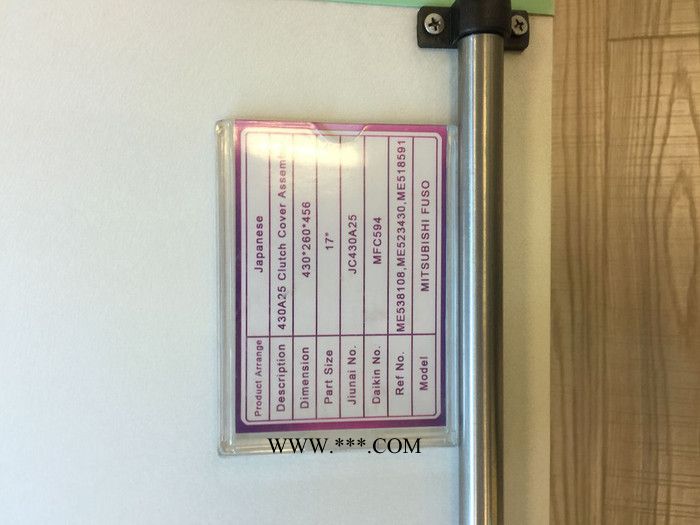 Product Arrange Japanese
Description 430A25 Clutch Cover Assemb
Dimension 430*260*456
Part Size 17"
Jiunai No. JC430A25
Daikin No. MFC594
Ref No. ME538108,ME523430,ME518591
Model MITSUBISHI FUSO
WWW.***.COM